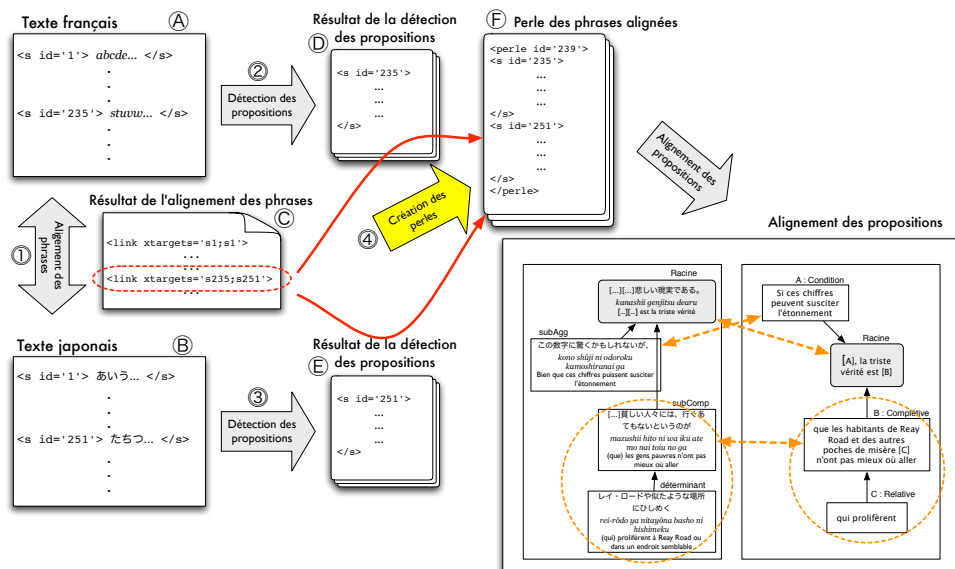 Texte français
Ⓐ
<s id='1'> abcde... </s>
.
.
.
<s id='235'> stuvw... </s>
.
.
.
②
Détection des
propositions
Résultat de la détection
des propositions
Ⓓ
<s id='235'>
...
...
...
</s>
Ⓕ
Perle des phrases alignées
<perle id='239'>
<s id='235'>
...
...
...
</s>
<s id='251'>
...
...
...
</s>
</perle>
Alignement des
propositions
①
Aligement des
phrases
Résultat de l'alignement des phrases
Ⓒ
<link xtargets='s1;s1'>
...
...
<link xtargets='s235;s251'>
...
④
Création des
perles
Texte japonais
Ⓑ
<s id='1'> あいう... </s>
.
.
.
<s id='251'> たちつ... </s>
.
.
.
③
Détection des
propositions
Résultat de la détection
des propositions
Ⓔ
<s id='251'>
...
...
...
</s>
Alignement des propositions
Racine
[...][...]悲しい現実である。
kanashii genjitsu dearu
[...][...] est la triste vérité
subAgg
この数字に驚くかもしれないが、
kono shûji ni odoroku
kamoshiranai ga
Bien que ces chiffres puissent susciter
l'étonnement
subComp
[...]貧しい人々には、行くあ
てもないというのが
mazushii hito ni wa iku ate
mo nai toiu no ga
(que) les gens pauvres n'ont pas
mieux où aller
déterminant
レイ・ロードや似たような場所
にひしめく
rei-rôdo ya nitayôna basho ni
hishimeku
(qui) prolifèrent à Reay Road ou
dans un endroit semblable
A : Condition
Si ces chiffres
peuvent susciter
l'étonnement
Racine
[A], la triste
vérité est [B]
B : Complétive
que les habitants de Reay
Road et des autres
poches de misère [C]
n'ont pas mieux où aller
C : Relative
qui prolifèrent